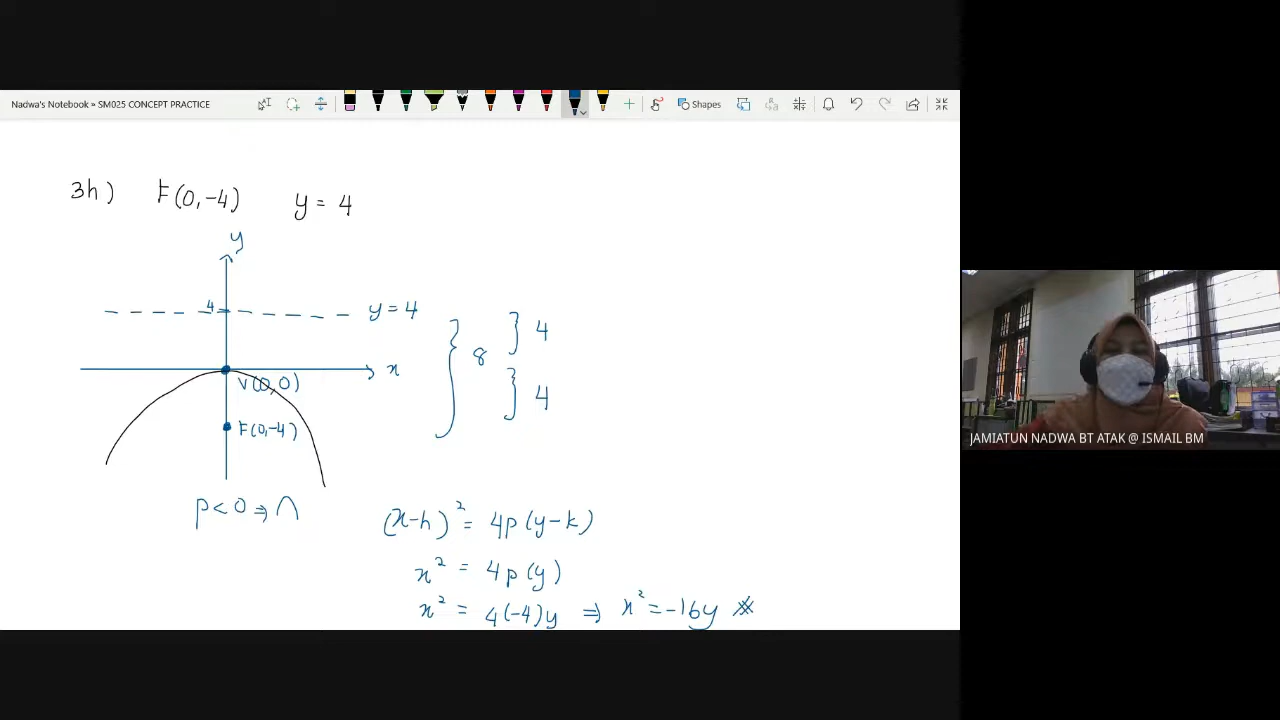 Nadwa's Notebook » SM025 CONCEPT PRACTICE
Shapes
3h) F(0,-4) y = 4
y
4
y = 4
x
V(0,0)
F(0,-4)
8
} 4
} 4
p < 0 ⇒ ∩
(x-h)² = 4p(y-k)
x² = 4p(y)
x² = 4(-4)y ⇒ x² = -16y
JAMIATUN NADWA BT ATAK @ ISMAIL BM